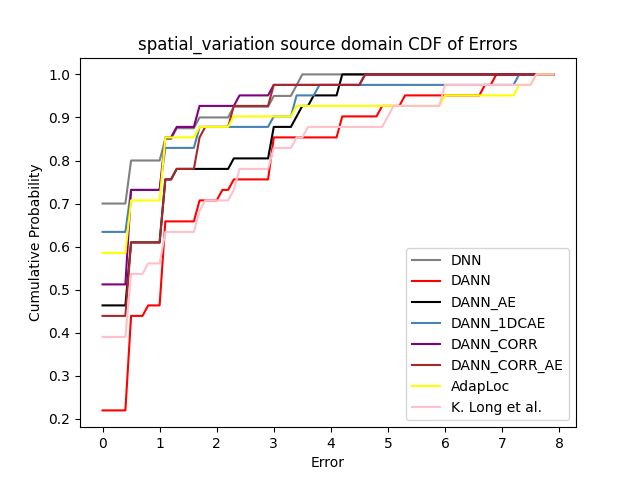 spatial_variation source domain CDF of Errors
Cumulative Probability
1.0
0.9
0.8
0.7
0.6
0.5
0.4
0.3
0.2
0 1 2 3 4 5 6 7 8
Error
DNN
DANN
DANN_AE
DANN_1DCAE
DANN_CORR
DANN_CORR_AE
AdapLoc
K. Long et al.